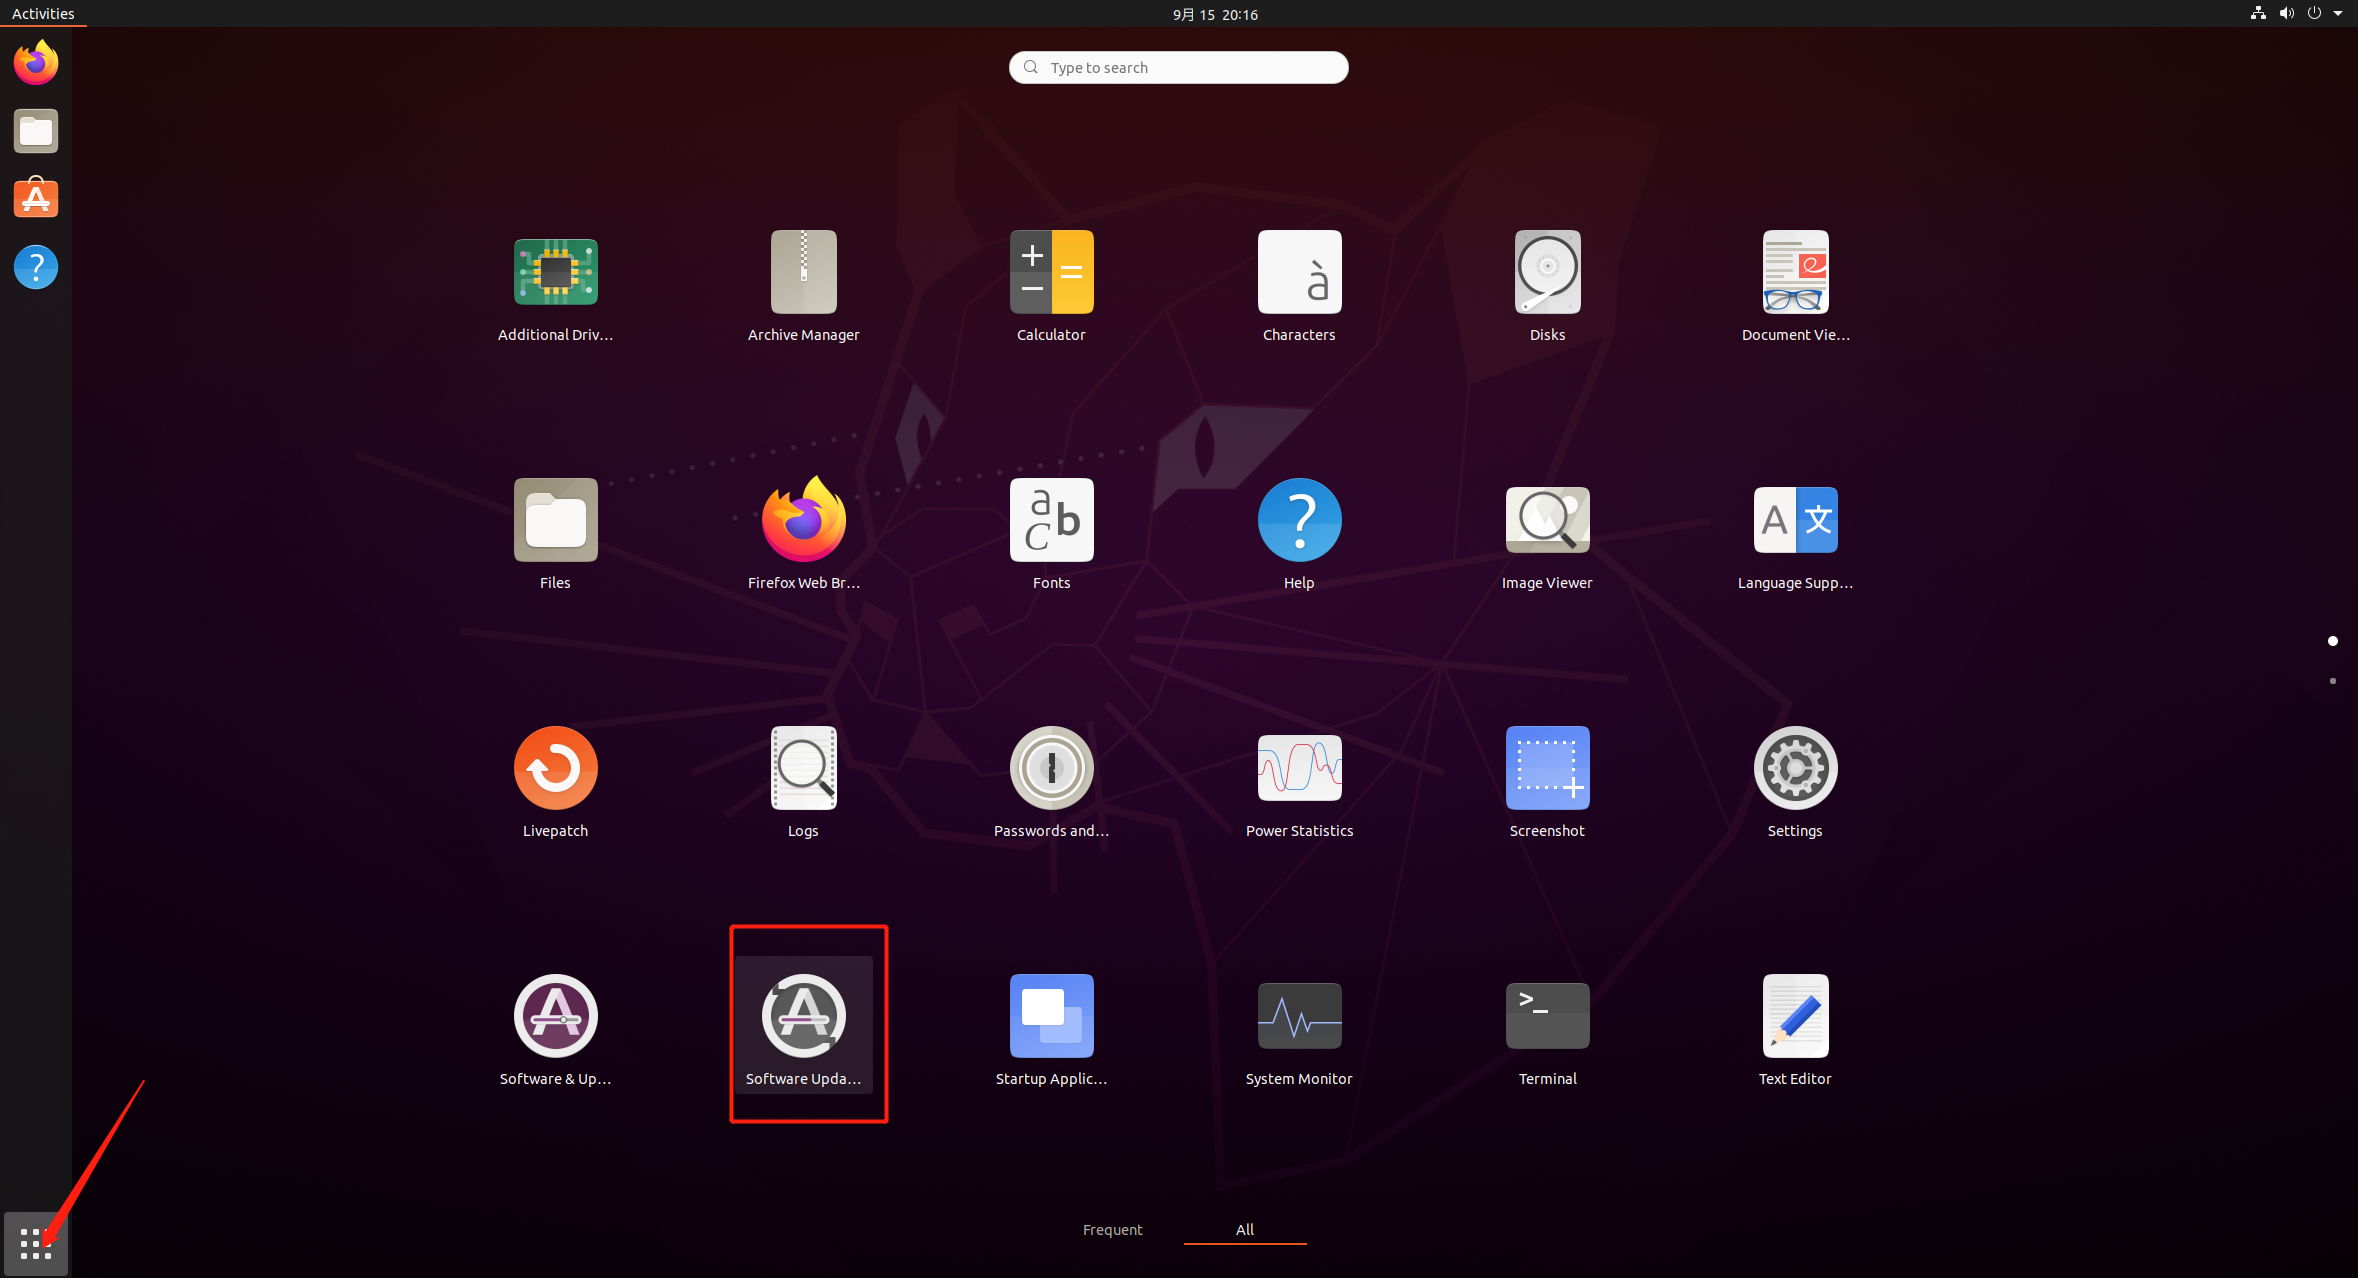 Activities
9月 15 20:16
Type to search
Additional Driv...
Archive Manager
Calculator
Characters
Disks
Document Vie...
Files
Firefox Web Br...
Fonts
Help
Image Viewer
Language Supp...
Livepatch
Logs
Passwords and...
Power Statistics
Screenshot
Settings
Software & Up...
Software Upda...
Startup Applic...
System Monitor
Terminal
Text Editor
Frequent
All